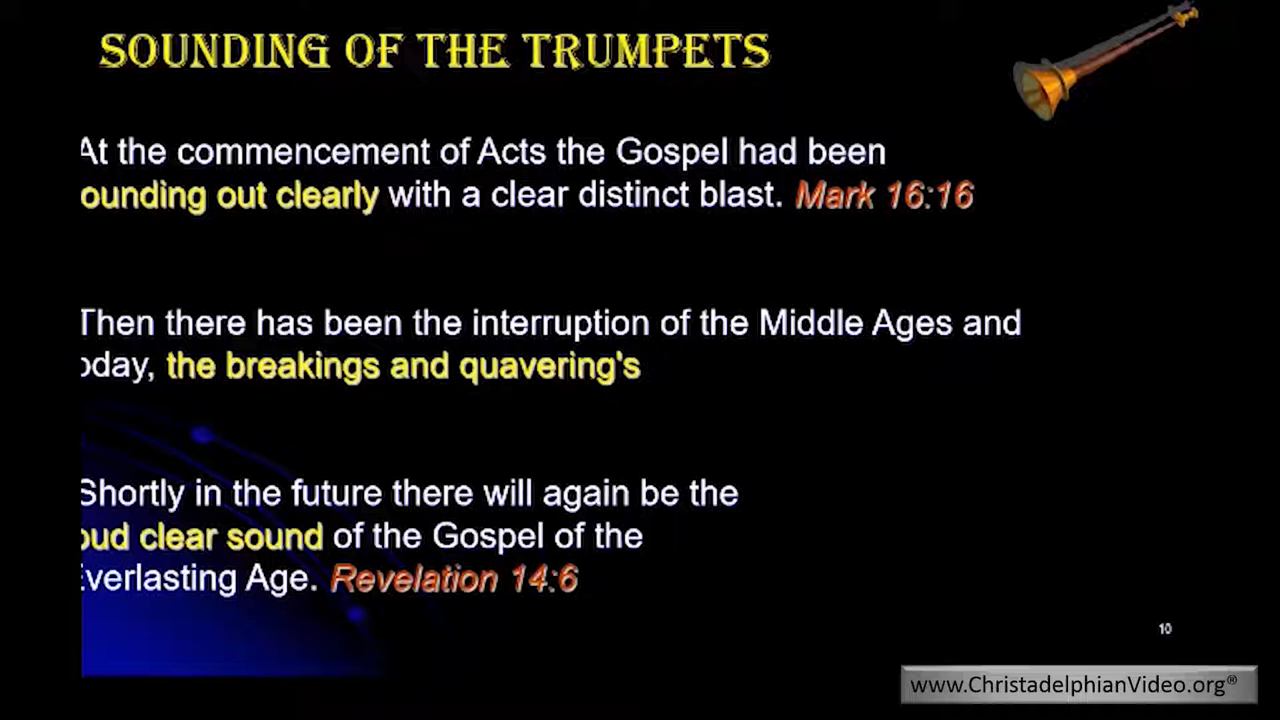 SOUNDING OF THE TRUMPETS
At the commencement of Acts the Gospel had been
ounding out clearly with a clear distinct blast. Mark 16:16
Then there has been the interruption of the Middle Ages and
oday, the breakings and quavering's
Shortly in the future there will again be the
oud clear sound of the Gospel of the
Everlasting Age. Revelation 14:6
10
www.ChristadelphianVideo.org®